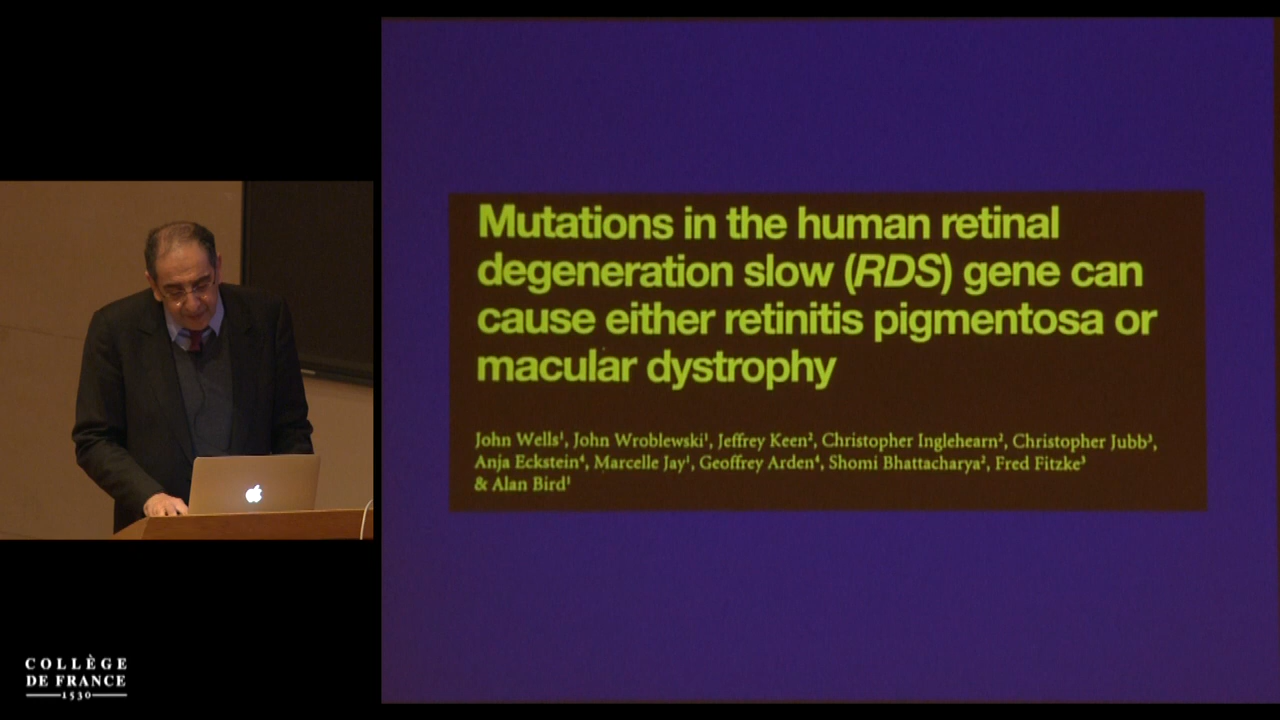 Mutations in the human retinal
degeneration slow (RDS) gene can
cause either retinitis pigmentosa or
macular dystrophy
John Wells¹, John Wroblewski¹, Jeffrey Keen², Christopher Inglehearn², Christopher Jubb³,
Anja Eckstein⁴, Marcelle Jay¹, Geoffrey Arden⁴, Shomi Bhattacharya², Fred Fitzke³
& Alan Bird¹
COLLÈGE
DE FRANCE
1530